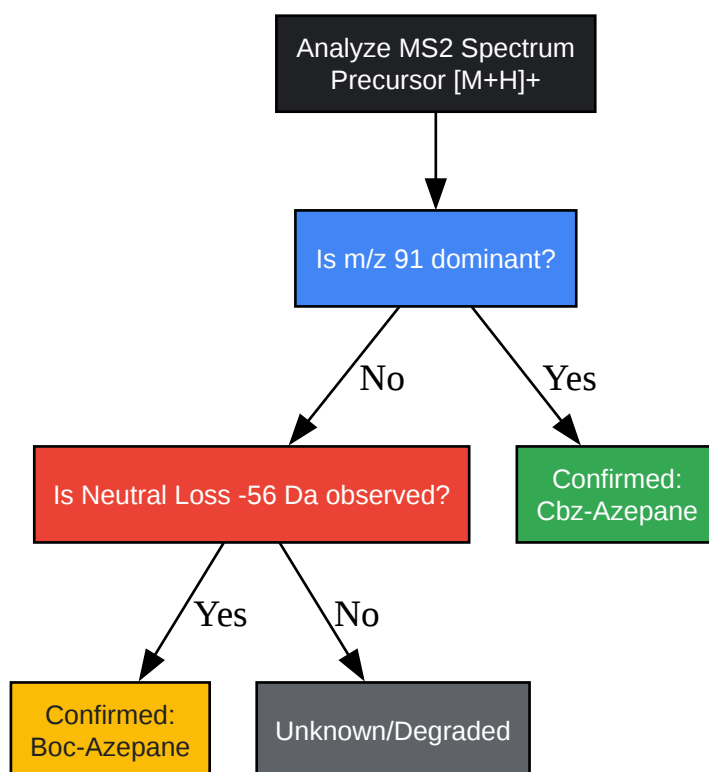 Analyze MS2 Spectrum
Precursor [M+H]+
Is m/z 91 dominant?
No
Yes
Is Neutral Loss -56 Da observed?
Confirmed:
Cbz-Azepane
Yes
No
Confirmed:
Boc-Azepane
Unknown/Degraded